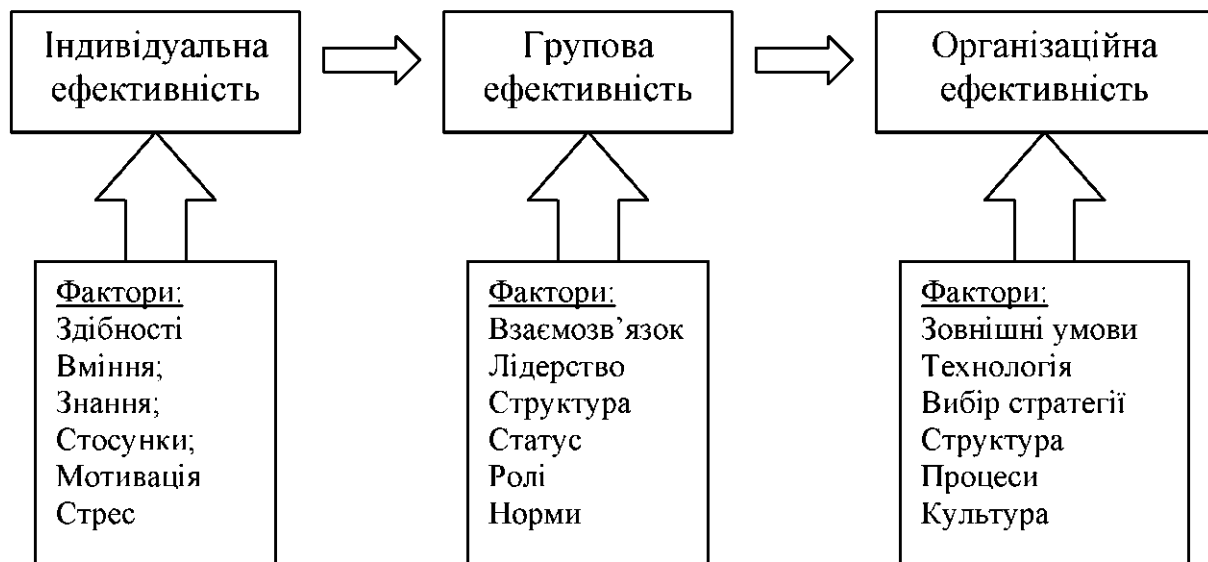 Індивідуальна
ефективність
Групова
ефективність
Організаційна
ефективність
Фактори:
Здібності
Вміння;
Знання;
Стосунки;
Мотивація
Стрес
Фактори:
Взаємозв’язок
Лідерство
Структура
Статус
Ролі
Норми
Фактори:
Зовнішні умови
Технологія
Вибір стратегії
Структура
Процеси
Культура